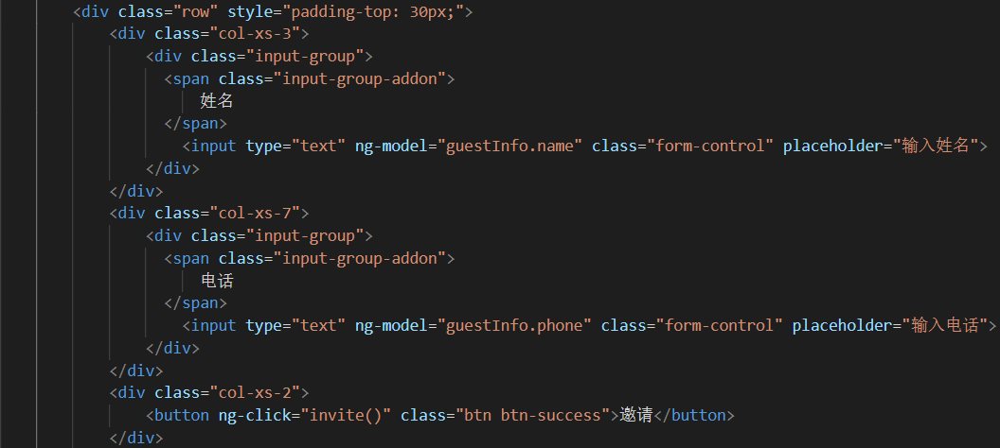 <div class="row" style="padding-top: 30px;">
<div class="col-xs-3">
<div class="input-group">
<span class="input-group-addon">
姓名
</span>
<input type="text" ng-model="guestInfo.name" class="form-control" placeholder="输入姓名">
</div>
</div>
<div class="col-xs-7">
<div class="input-group">
<span class="input-group-addon">
电话
</span>
<input type="text" ng-model="guestInfo.phone" class="form-control" placeholder="输入电话">
</div>
</div>
<div class="col-xs-2">
<button ng-click="invite()" class="btn btn-success">邀请</button>
</div>